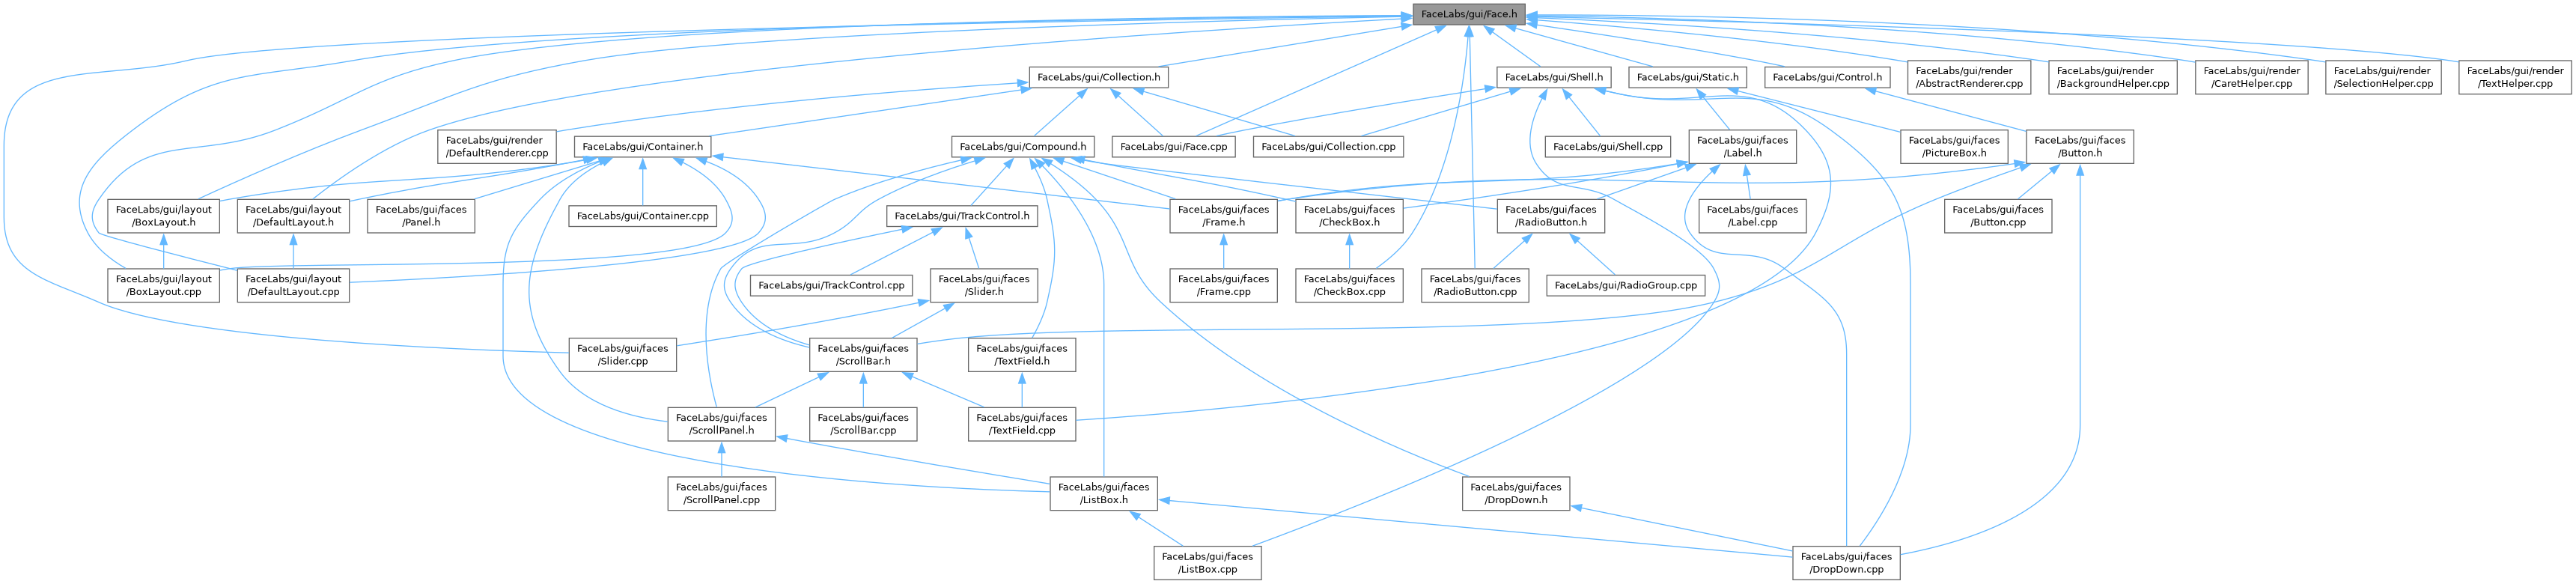 FaceLabs/gui/Face.h
FaceLabs/gui/Collection.h
FaceLabs/gui/Shell.h
FaceLabs/gui/Static.h
FaceLabs/gui/Control.h
FaceLabs/gui/render
/AbstractRenderer.cpp
FaceLabs/gui/render
/BackgroundHelper.cpp
FaceLabs/gui/render
/CaretHelper.cpp
FaceLabs/gui/render
/SelectionHelper.cpp
FaceLabs/gui/render
/TextHelper.cpp
FaceLabs/gui/render
/DefaultRenderer.cpp
FaceLabs/gui/Container.h
FaceLabs/gui/Compound.h
FaceLabs/gui/Face.cpp
FaceLabs/gui/Collection.cpp
FaceLabs/gui/Shell.cpp
FaceLabs/gui/faces
/Label.h
FaceLabs/gui/faces
/PictureBox.h
FaceLabs/gui/faces
/Button.h
FaceLabs/gui/layout
/BoxLayout.h
FaceLabs/gui/layout
/DefaultLayout.h
FaceLabs/gui/faces
/Panel.h
FaceLabs/gui/Container.cpp
FaceLabs/gui/TrackControl.h
FaceLabs/gui/faces
/Frame.h
FaceLabs/gui/faces
/CheckBox.h
FaceLabs/gui/faces
/RadioButton.h
FaceLabs/gui/faces
/Label.cpp
FaceLabs/gui/faces
/Button.cpp
FaceLabs/gui/layout
/BoxLayout.cpp
FaceLabs/gui/layout
/DefaultLayout.cpp
FaceLabs/gui/TrackControl.cpp
FaceLabs/gui/faces
/Slider.h
FaceLabs/gui/faces
/Frame.cpp
FaceLabs/gui/faces
/CheckBox.cpp
FaceLabs/gui/faces
/RadioButton.cpp
FaceLabs/gui/RadioGroup.cpp
FaceLabs/gui/faces
/Slider.cpp
FaceLabs/gui/faces
/ScrollBar.h
FaceLabs/gui/faces
/TextField.h
FaceLabs/gui/faces
/ScrollPanel.h
FaceLabs/gui/faces
/ScrollBar.cpp
FaceLabs/gui/faces
/TextField.cpp
FaceLabs/gui/faces
/ScrollPanel.cpp
FaceLabs/gui/faces
/ListBox.h
FaceLabs/gui/faces
/DropDown.h
FaceLabs/gui/faces
/ListBox.cpp
FaceLabs/gui/faces
/DropDown.cpp